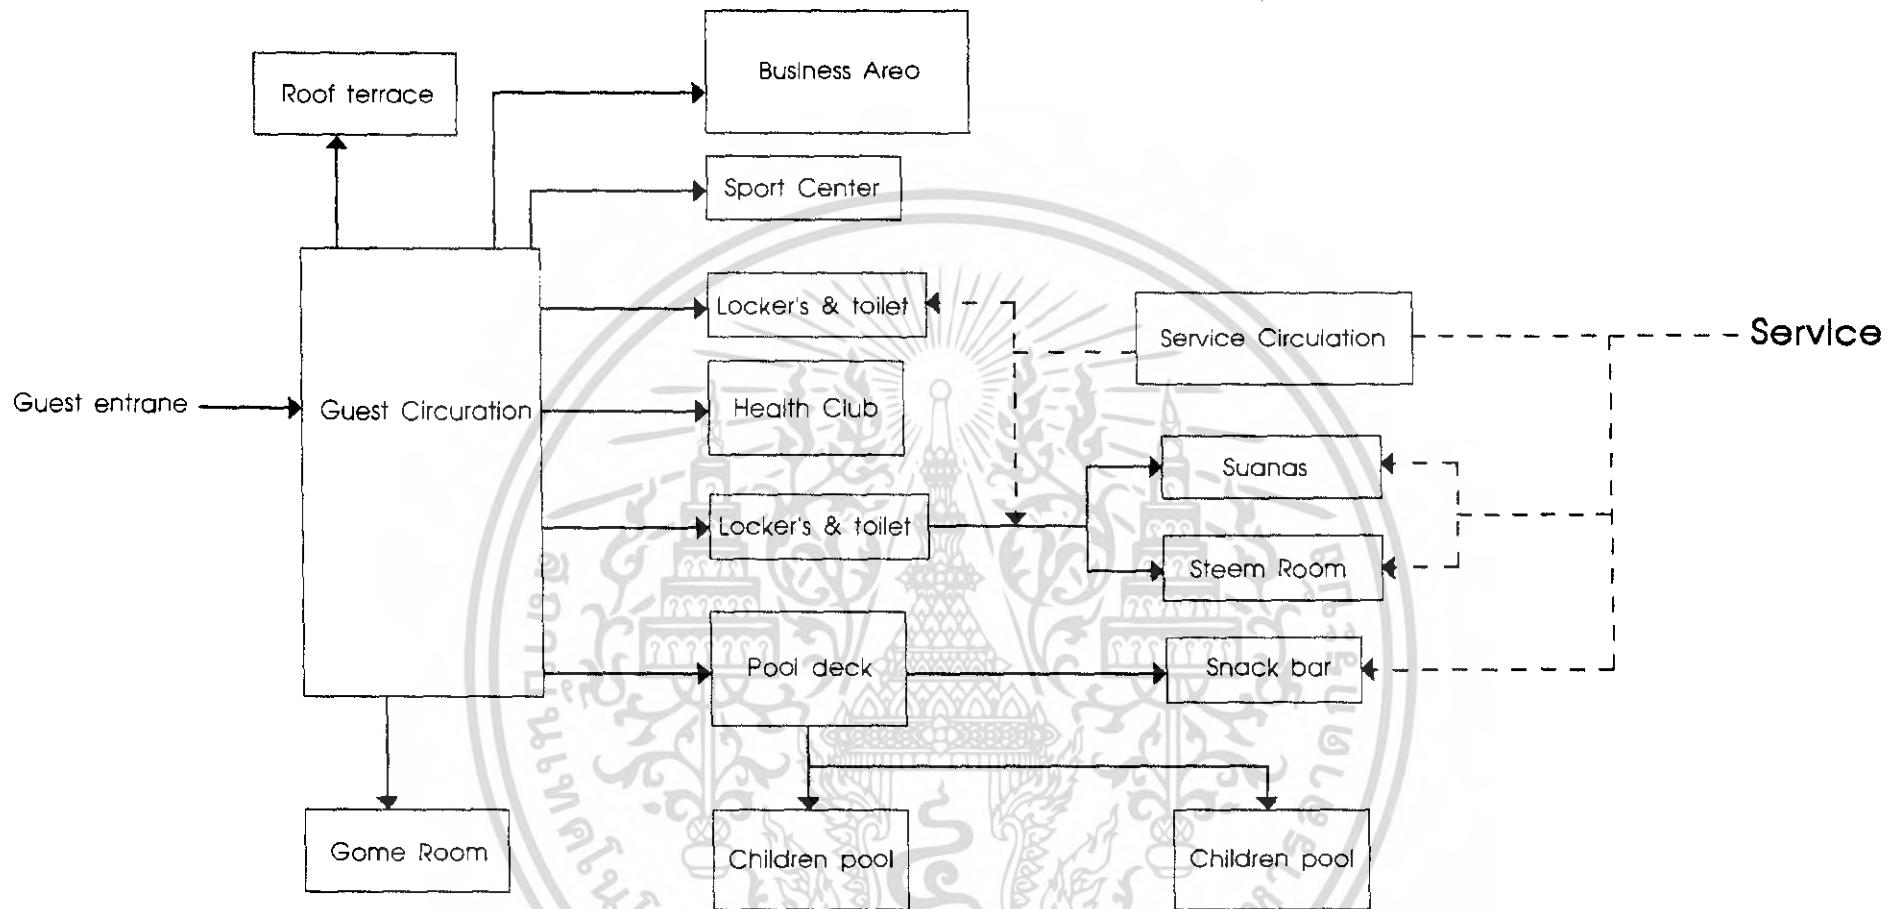 Business Areo
Roof terrace
Sport Center
Locker's & toilet
Service Circulation
Service
Guest entrane
Guest Circuration
Health Club
Suanas
Locker's & toilet
Steem Room
Pool deck
Snack bar
Gome Room
Children pool
Children pool